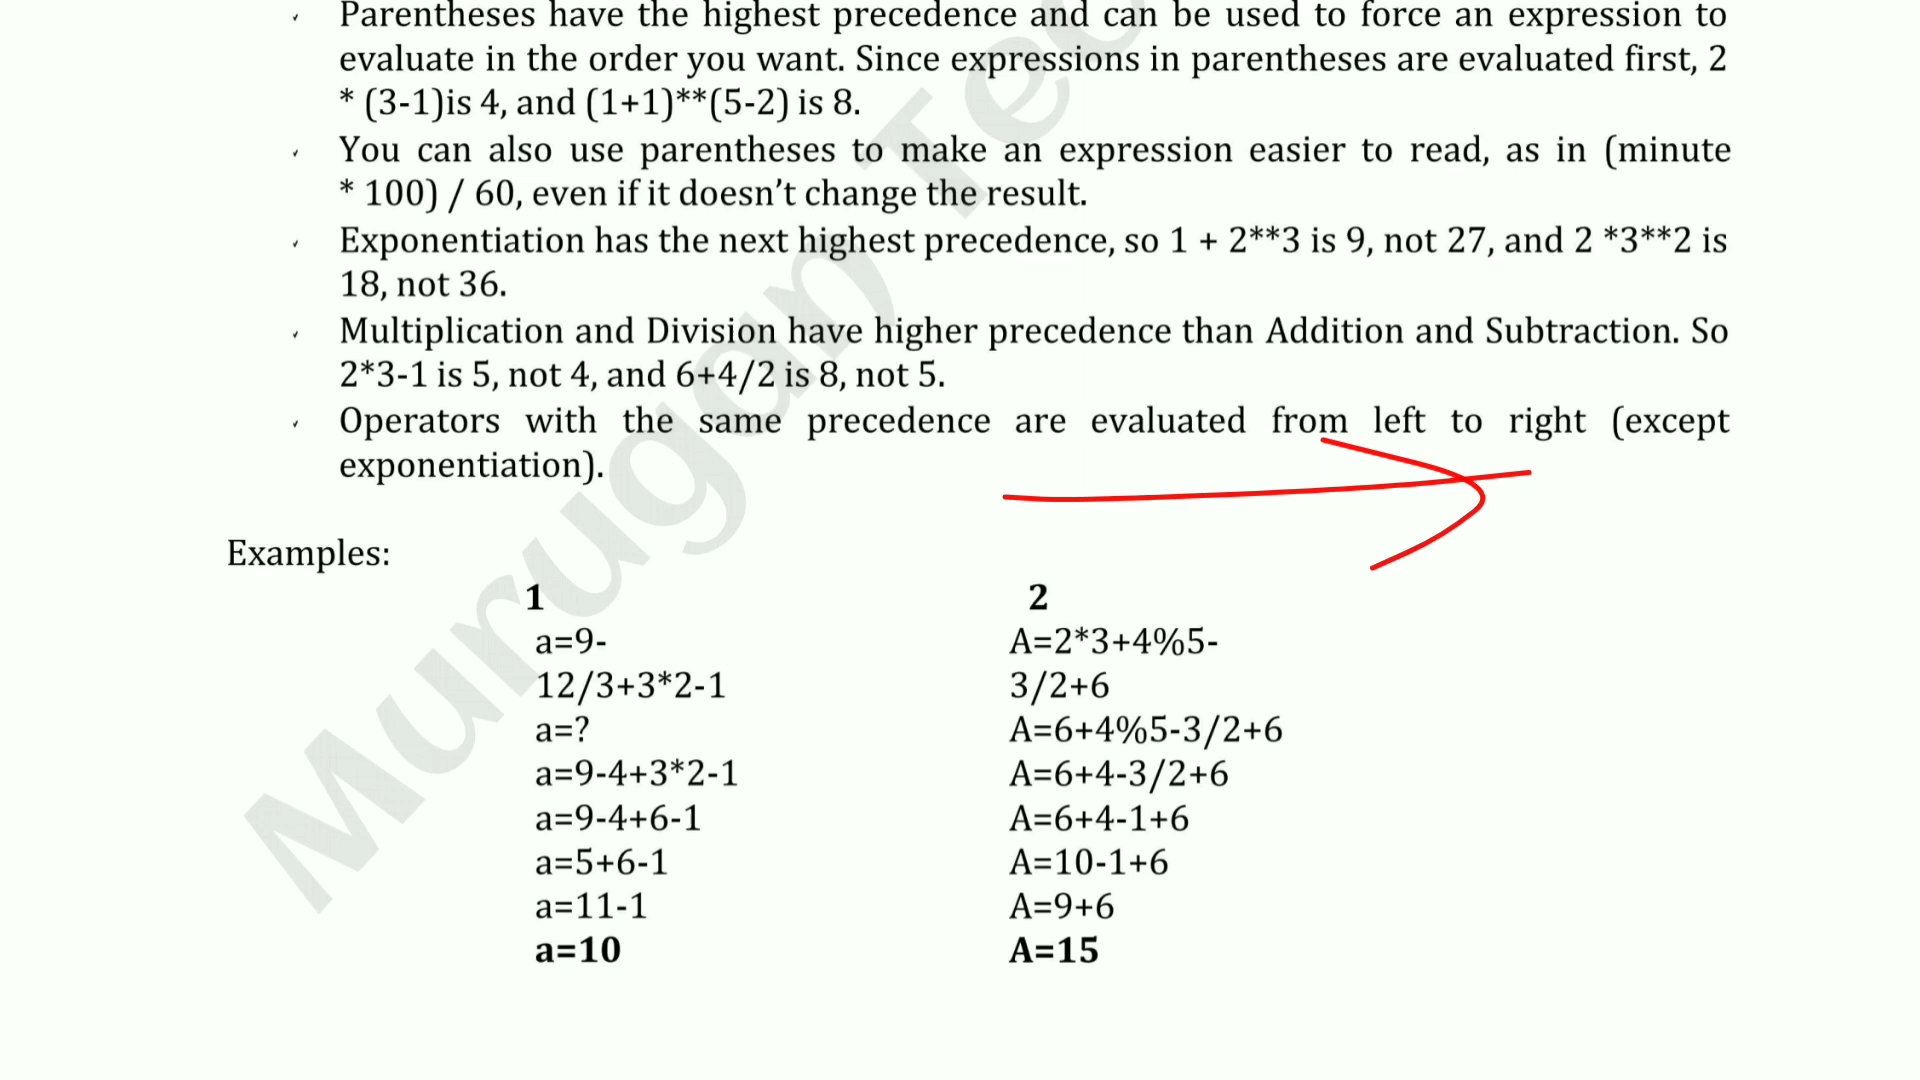 Parentheses have the highest precedence and can be used to force an expression to
evaluate in the order you want. Since expressions in parentheses are evaluated first, 2
* (3-1)is 4, and (1+1)**(5-2) is 8.
You can also use parentheses to make an expression easier to read, as in (minute
* 100) / 60, even if it doesn’t change the result.
Exponentiation has the next highest precedence, so 1 + 2**3 is 9, not 27, and 2 *3**2 is
18, not 36.
Multiplication and Division have higher precedence than Addition and Subtraction. So
2*3-1 is 5, not 4, and 6+4/2 is 8, not 5.
Operators with the same precedence are evaluated from left to right (except
exponentiation).
Examples:
1
a=9-
12/3+3*2-1
a=?
a=9-4+3*2-1
a=9-4+6-1
a=5+6-1
a=11-1
a=10
2
A=2*3+4%5-
3/2+6
A=6+4%5-3/2+6
A=6+4-3/2+6
A=6+4-1+6
A=10-1+6
A=9+6
A=15
Murugan Tec